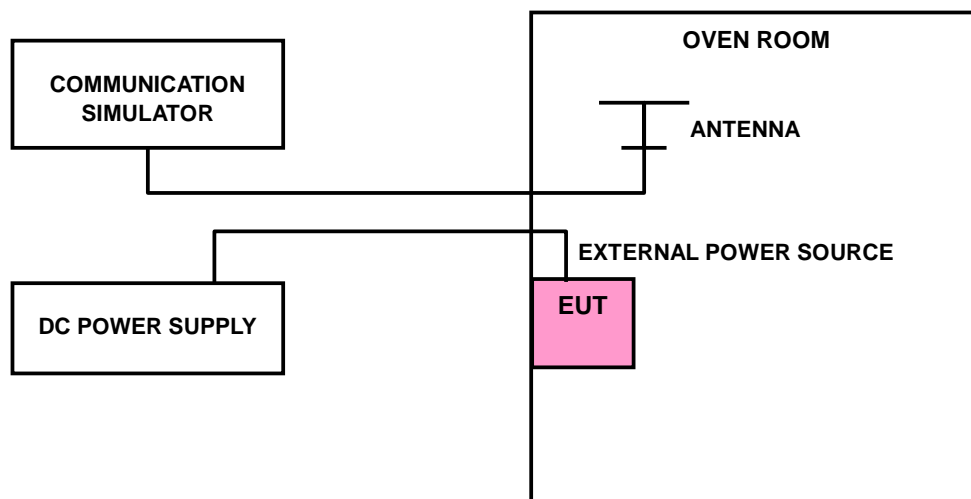 OVEN ROOM
COMMUNICATION
SIMULATOR
ANTENNA
EXTERNAL POWER SOURCE
EUT
DC POWER SUPPLY